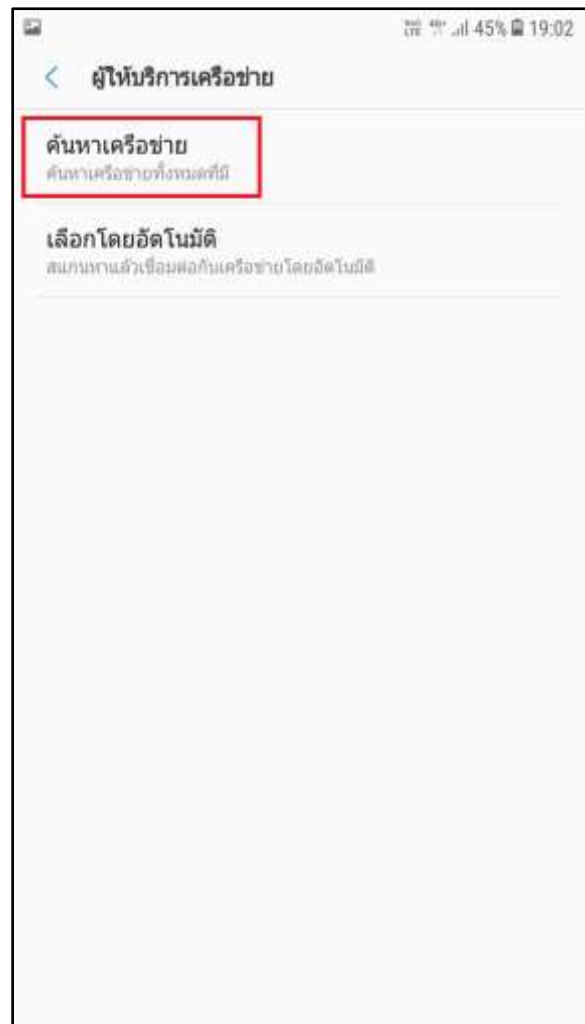 45% 19:02
ผู้ให้บริการเครือข่าย
ค้นหาเครือข่าย
ค้นหาเครือข่ายทั้งหมดที่มี
เลือกโดยอัตโนมัติ
สแกนหาแล้วเชื่อมต่อกับเครือข่ายโดยอัตโนมัติ